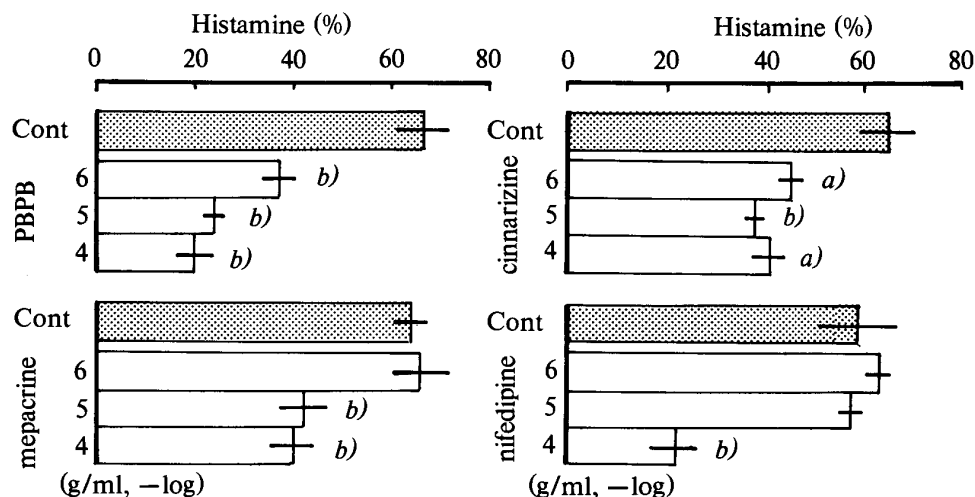 Histamine (%)
0 20 40 60 80
Cont
PBPB
6 b)
5 b)
4 b)
Cont
mepacrine
6
5 b)
4 b)
(g/ml, −log)
Histamine (%)
0 20 40 60 80
Cont
cinnarizine
6 a)
5 b)
4 a)
Cont
nifedipine
6
5
4 b)
(g/ml, −log)